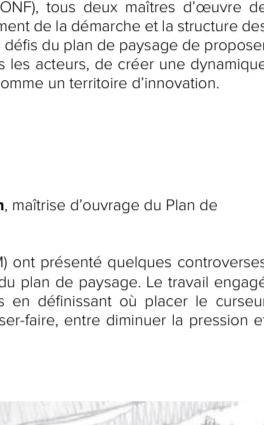 ONF), tous deux maîtres d’œuvre de
ment de la démarche et la structure des
défis du plan de paysage de proposer
s les acteurs, de créer une dynamique
omme un territoire d’innovation.
, maîtrise d’ouvrage du Plan de
) ont présenté quelques controverses
du plan de paysage. Le travail engagé
s en définissant où placer le curseur
ser-faire, entre diminuer la pression et